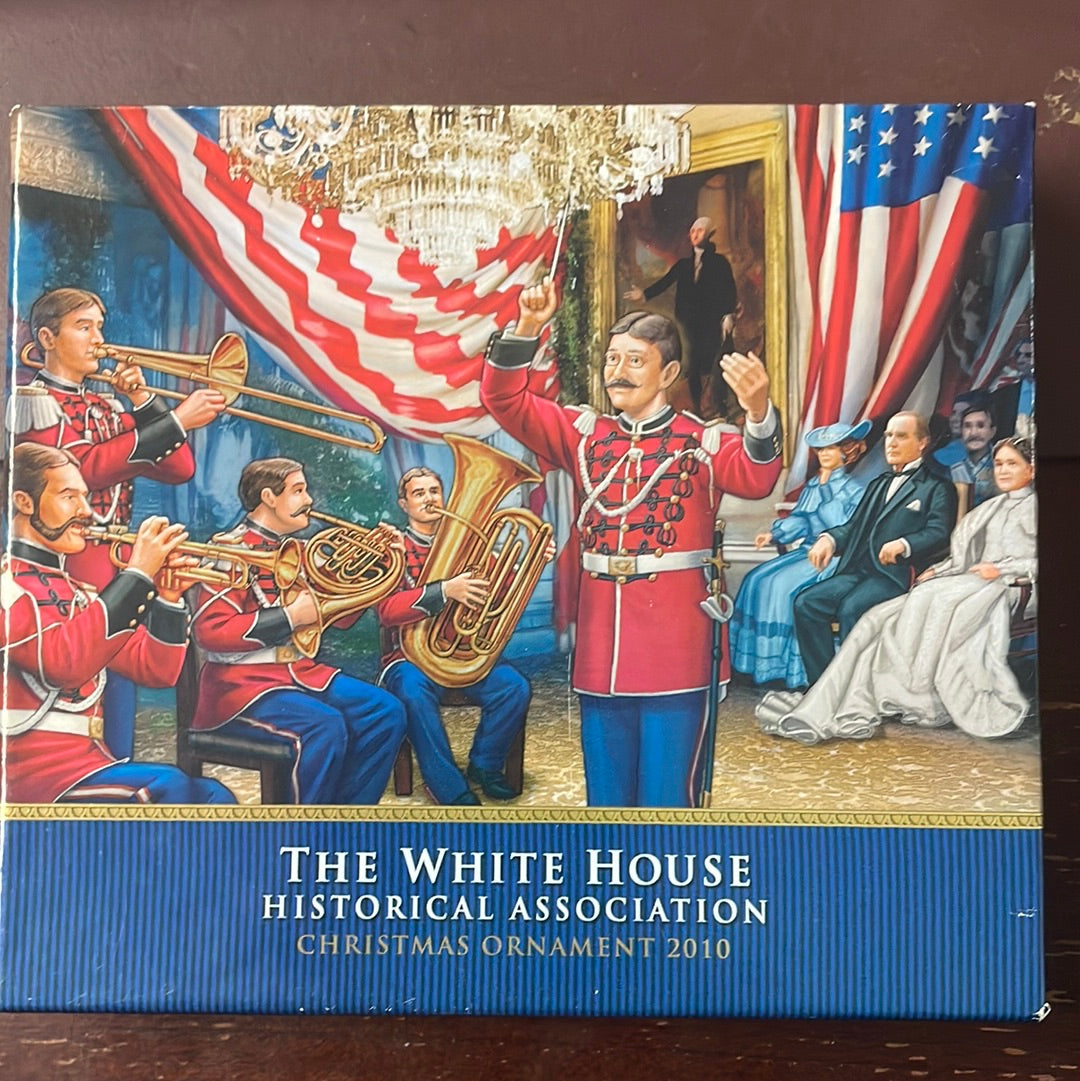 THE WHITE HOUSE
HISTORICAL ASSOCIATION
CHRISTMAS ORNAMENT 2010